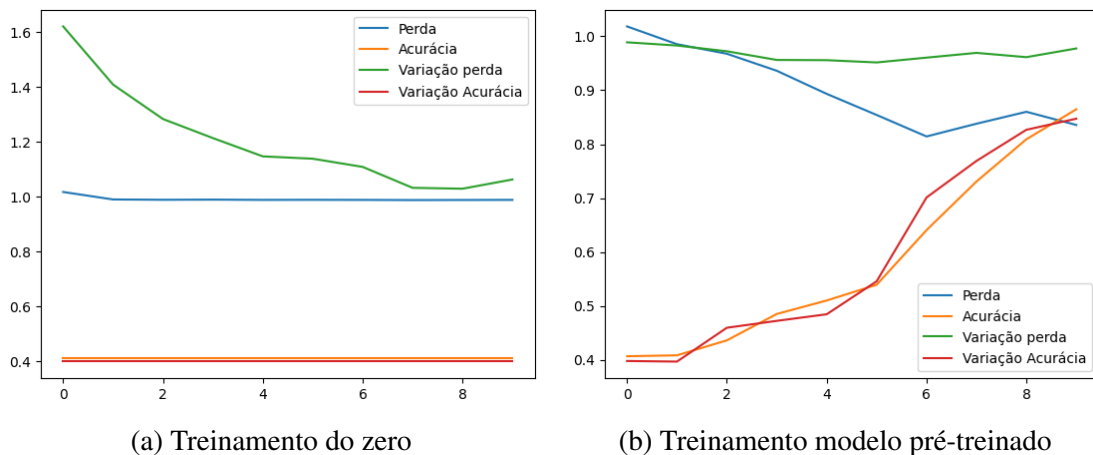 1.6
1.4
1.2
1.0
0.8
0.6
0.4
0 2 4 6 8
Perda
Acurácia
Variação perda
Variação Acurácia
(a) Treinamento do zero
1.0
0.9
0.8
0.7
0.6
0.5
0.4
0 2 4 6 8
Perda
Acurácia
Variação perda
Variação Acurácia
(b) Treinamento modelo pré-treinado